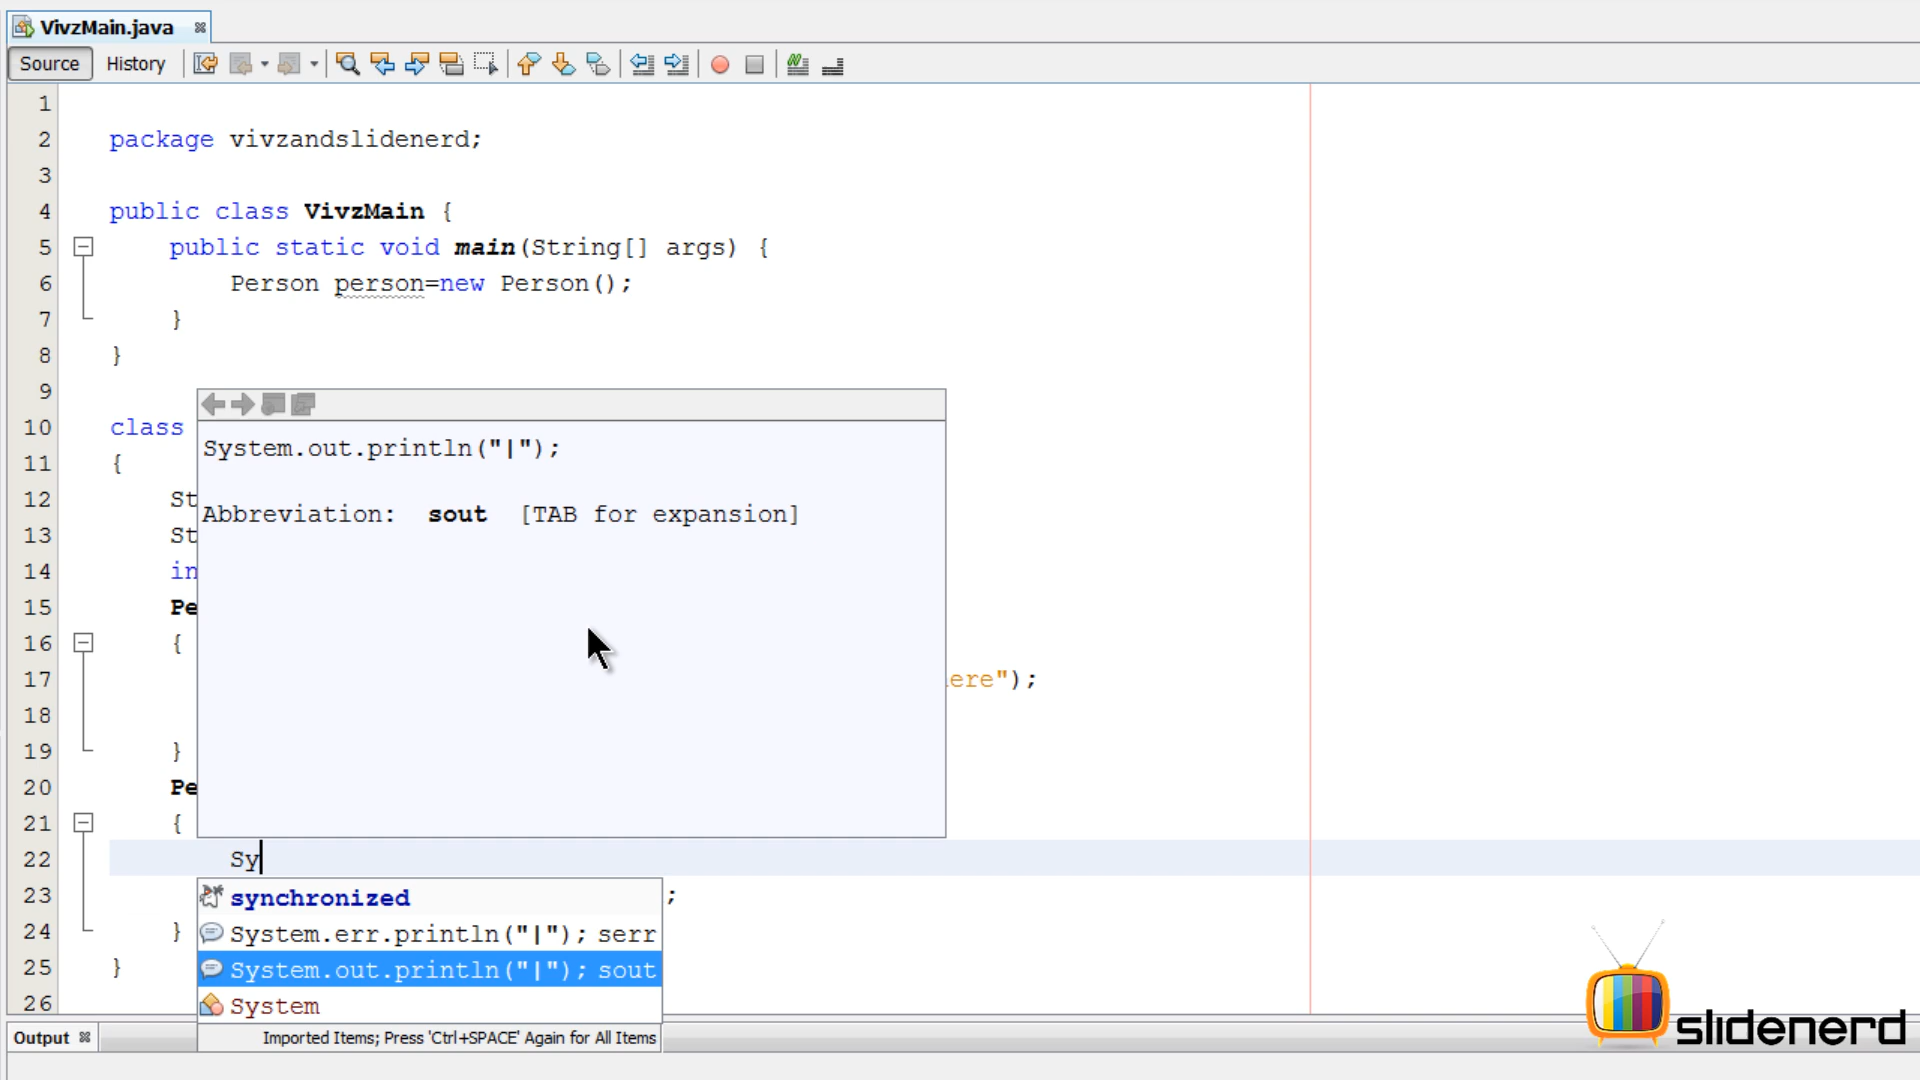 VivzMain.java
Source History
1
2 package vivzandslidenerd;
3
4 public class VivzMain {
5 public static void main(String[] args) {
6 Person person=new Person();
7 }
8 }
9
10 class
11 {
12 St
13 St
14 in
15 Pe
16 {
17 ere");
18
19 }
20 Pe
21 {
22 Sy
23 ;
24 }
25 }
26
System.out.println("|");
Abbreviation: sout [TAB for expansion]
synchronized
System.err.println("|"); serr
System.out.println("|"); sout
System
Imported Items; Press 'Ctrl+SPACE' Again for All Items
Output
slidenerd